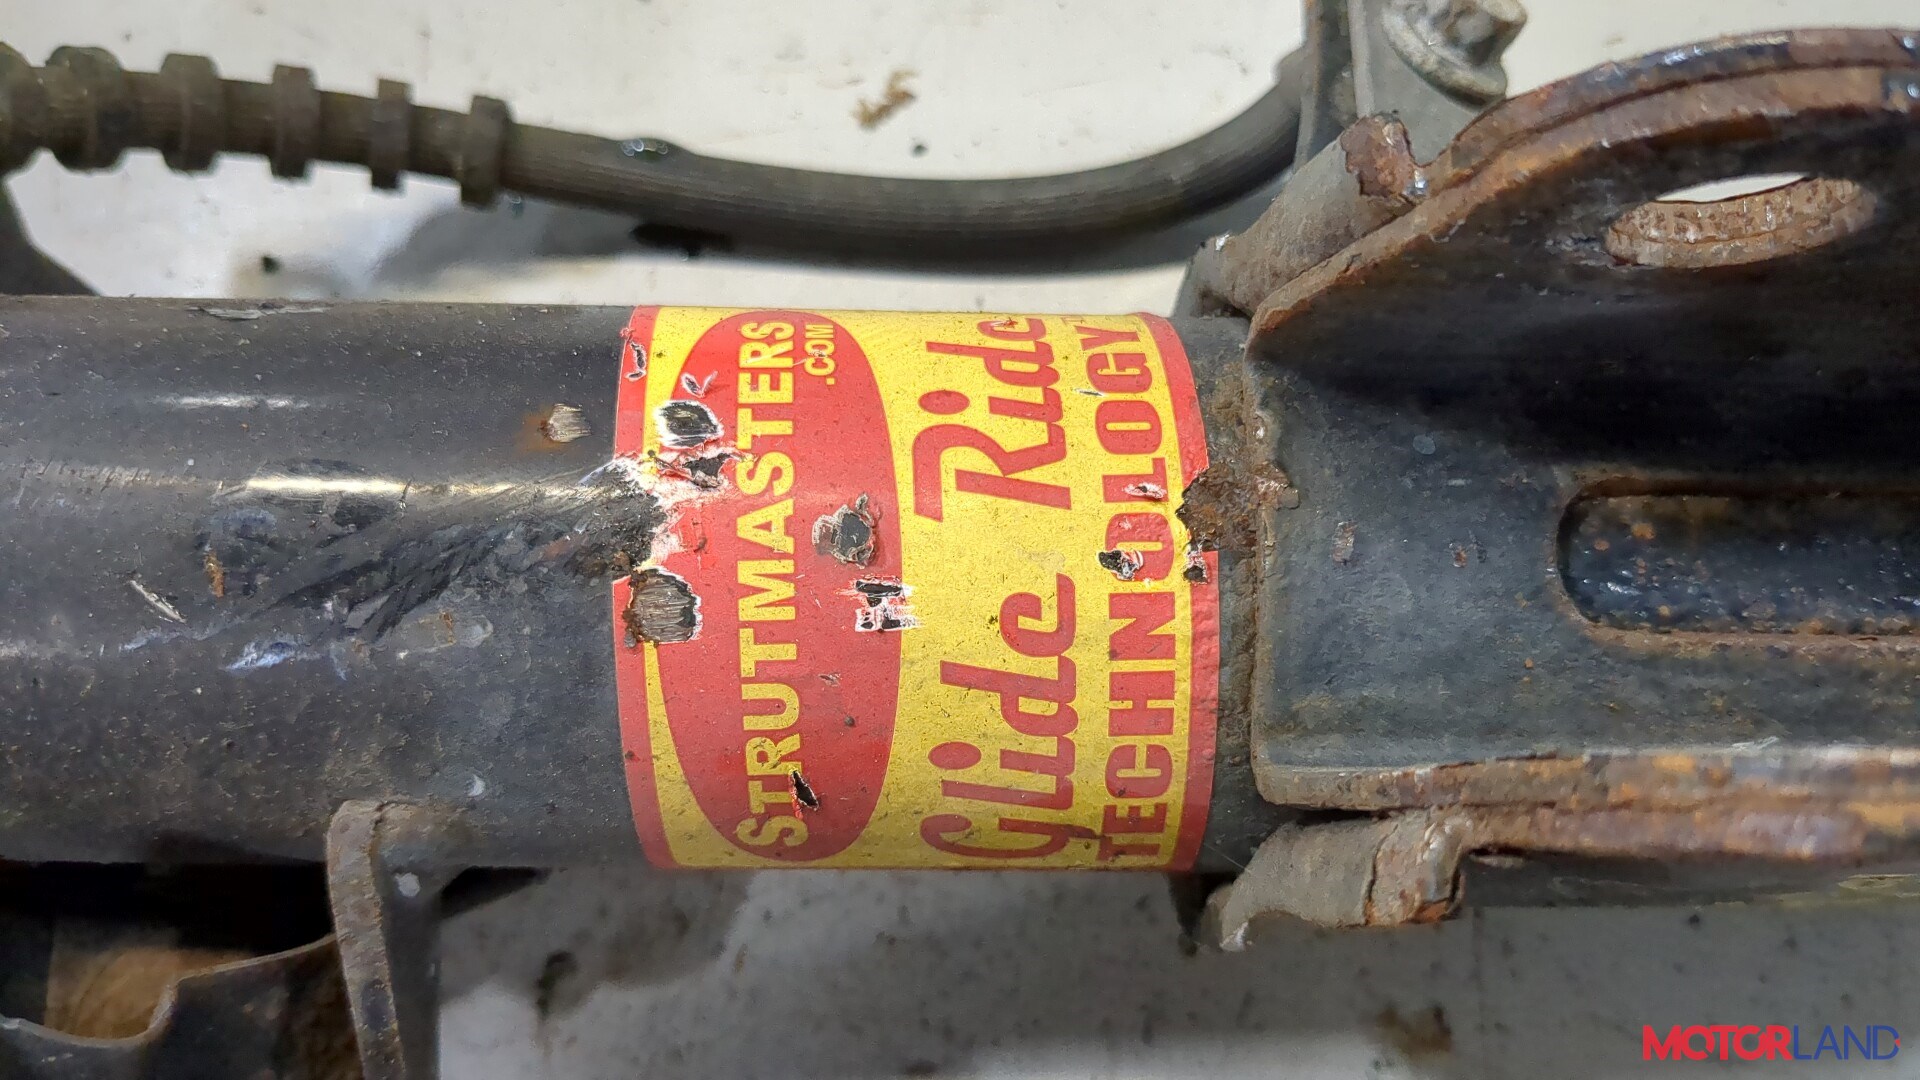 STRUTMASTERS
.COM
Glide Ride
TECHNOLOGY
MOTORLAND